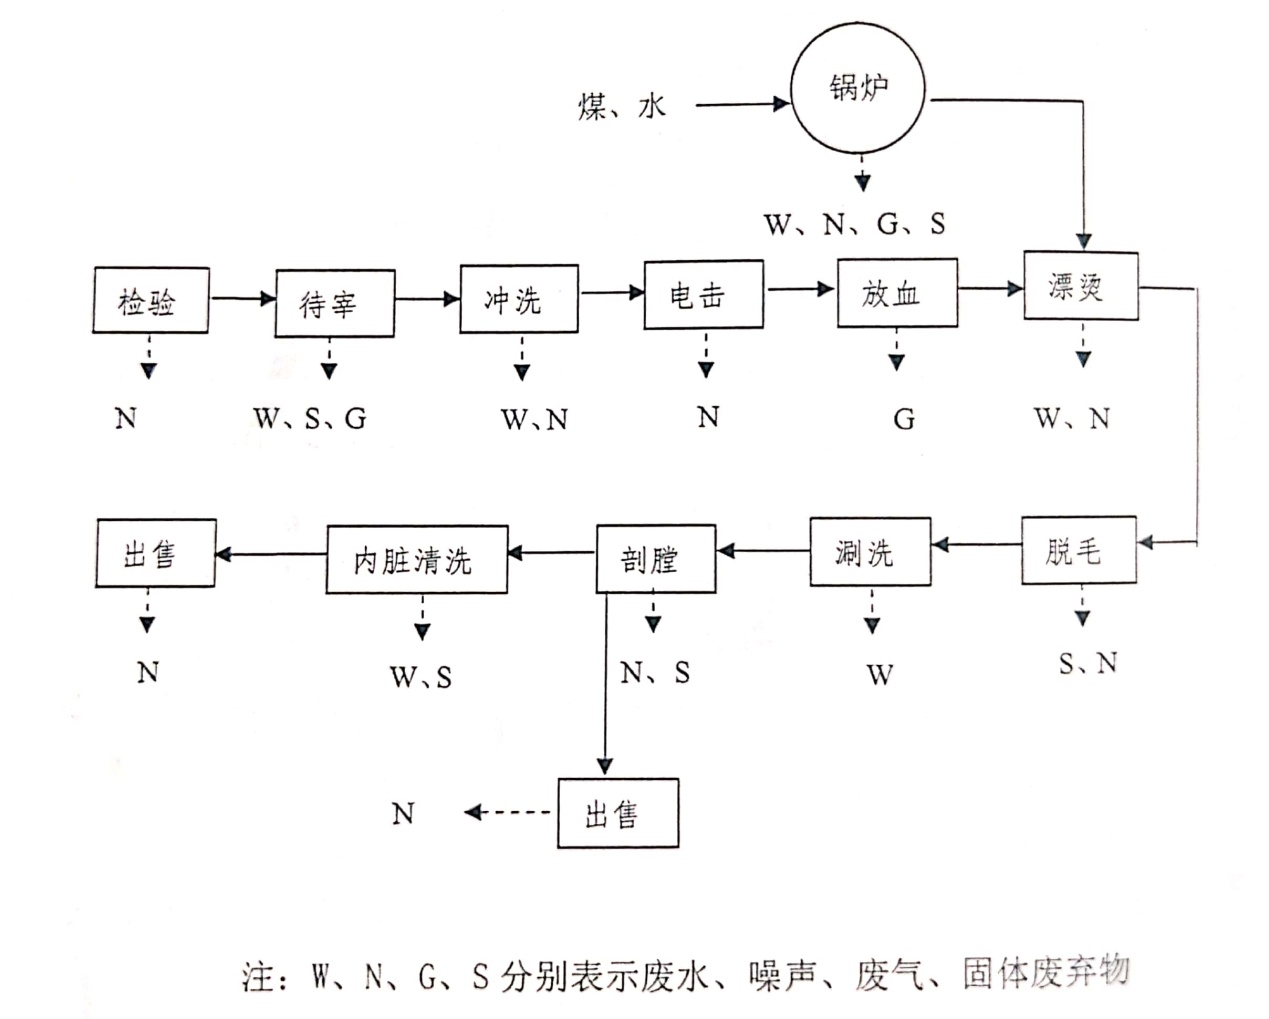 锅炉
煤、水
W、N、G、S
检验 待宰 冲洗 电击 放血 漂烫
N W、S、G W、N N G W、N
出售 内脏清洗 剖膛 涮洗 脱毛
N W、S N、S W S、N
N 出售
注：W、N、G、S分别表示废水、噪声、废气、固体废弃物